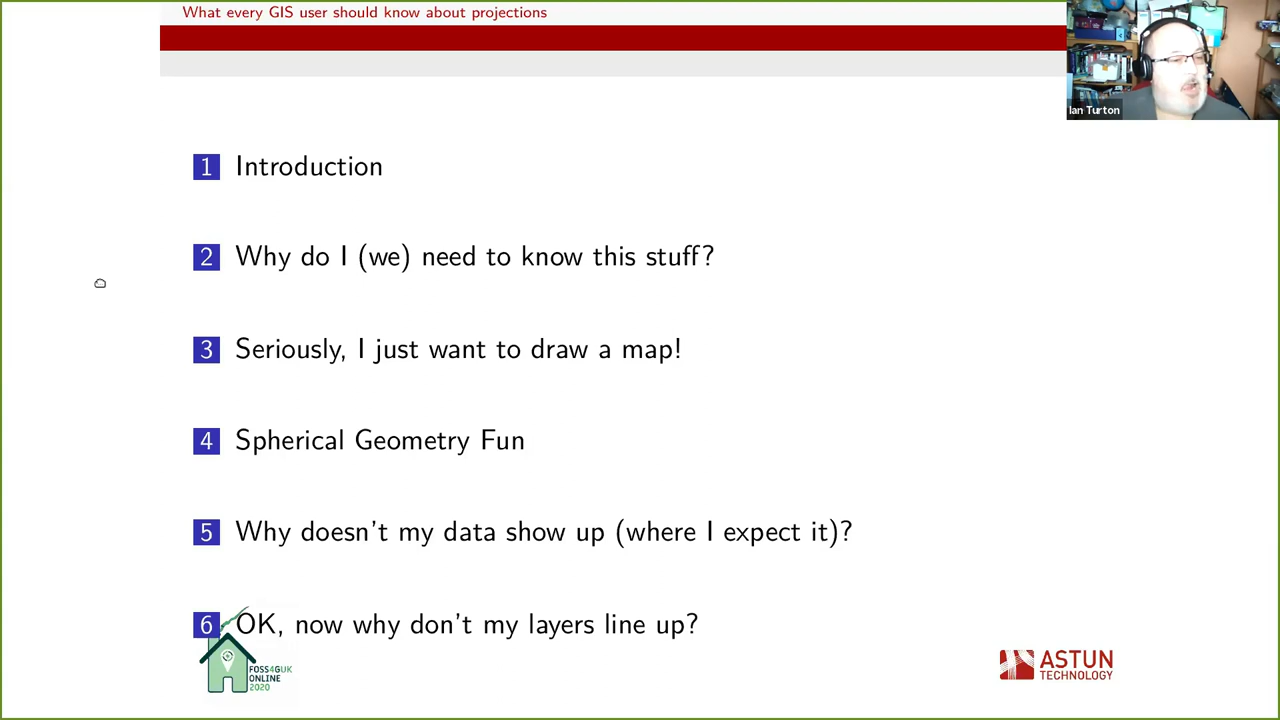 What every GIS user should know about projections
Ian Turton
1 Introduction
2 Why do I (we) need to know this stuff?
3 Seriously, I just want to draw a map!
4 Spherical Geometry Fun
5 Why doesn't my data show up (where I expect it)?
6 OK, now why don't my layers line up?
FOSS4GUK
ONLINE
2020
ASTUN
TECHNOLOGY